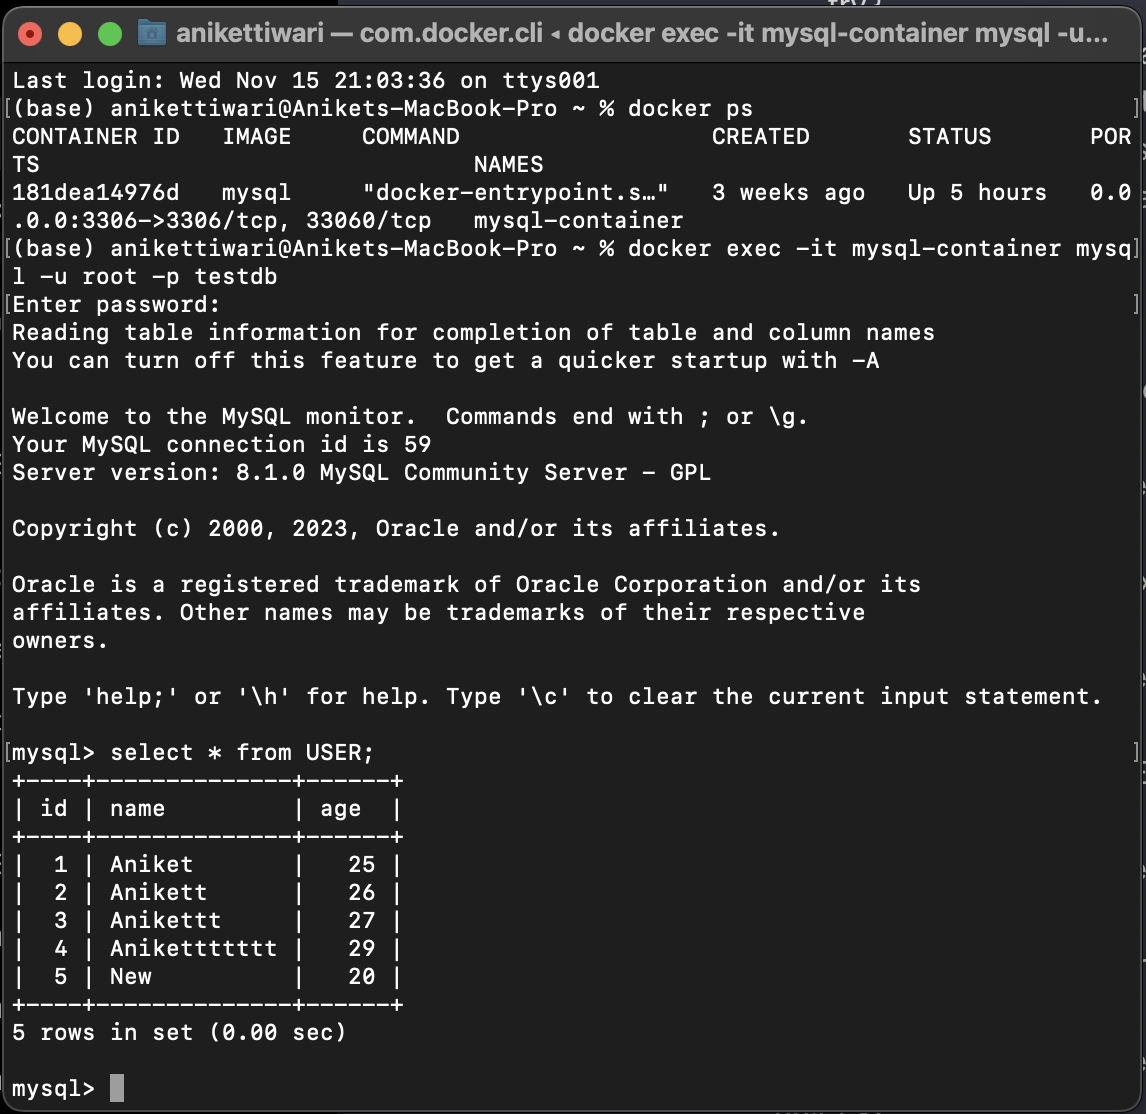 anikettiwari — com.docker.cli ◂ docker exec -it mysql-container mysql -u...
Last login: Wed Nov 15 21:03:36 on ttys001
[(base) anikettiwari@Anikets-MacBook-Pro ~ % docker ps ]
CONTAINER ID   IMAGE     COMMAND                  CREATED       STATUS       POR
TS                               NAMES
181dea14976d   mysql     "docker-entrypoint.s…"   3 weeks ago   Up 5 hours   0.0
.0.0:3306->3306/tcp, 33060/tcp   mysql-container
[(base) anikettiwari@Anikets-MacBook-Pro ~ % docker exec -it mysql-container mysq]
l -u root -p testdb
[Enter password: ]
Reading table information for completion of table and column names
You can turn off this feature to get a quicker startup with -A
Welcome to the MySQL monitor.  Commands end with ; or \g.
Your MySQL connection id is 59
Server version: 8.1.0 MySQL Community Server - GPL
Copyright (c) 2000, 2023, Oracle and/or its affiliates.
Oracle is a registered trademark of Oracle Corporation and/or its
affiliates. Other names may be trademarks of their respective
owners.
Type 'help;' or '\h' for help. Type '\c' to clear the current input statement.
[mysql> select * from USER; ]
+----+--------------+------+
| id | name         | age  |
+----+--------------+------+
|  1 | Aniket       |   25 |
|  2 | Anikett      |   26 |
|  3 | Anikettt     |   27 |
|  4 | Anikettttttt |   29 |
|  5 | New          |   20 |
+----+--------------+------+
5 rows in set (0.00 sec)
mysql>